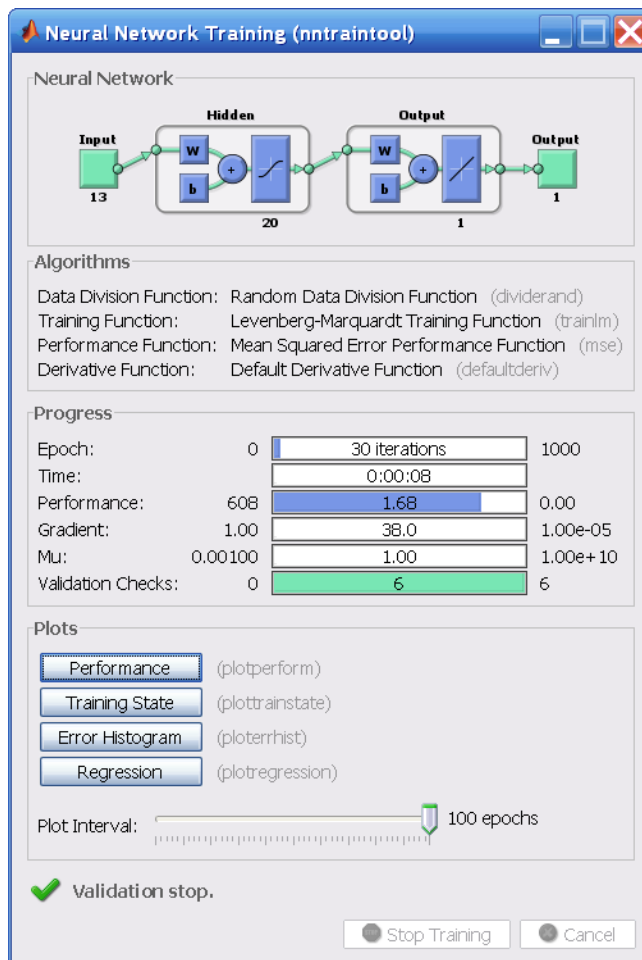 Neural Network Training (nntraintool)
Neural Network
Hidden Output
Input Output
W W
b + b +
13 1
20 1
Algorithms
Data Division Function: Random Data Division Function (dividerand)
Training Function: Levenberg-Marquardt Training Function (trainlm)
Performance Function: Mean Squared Error Performance Function (mse)
Derivative Function: Default Derivative Function (defaultderiv)
Progress
Epoch: 0 30 iterations 1000
Time: 0:00:08
Performance: 608 1.68 0.00
Gradient: 1.00 38.0 1.00e-05
Mu: 0.00100 1.00 1.00e+10
Validation Checks: 0 6 6
Plots
Performance (plotperform)
Training State (plottrainstate)
Error Histogram (ploterrhist)
Regression (plotregression)
Plot Interval: 100 epochs
Validation stop.
Stop Training Cancel